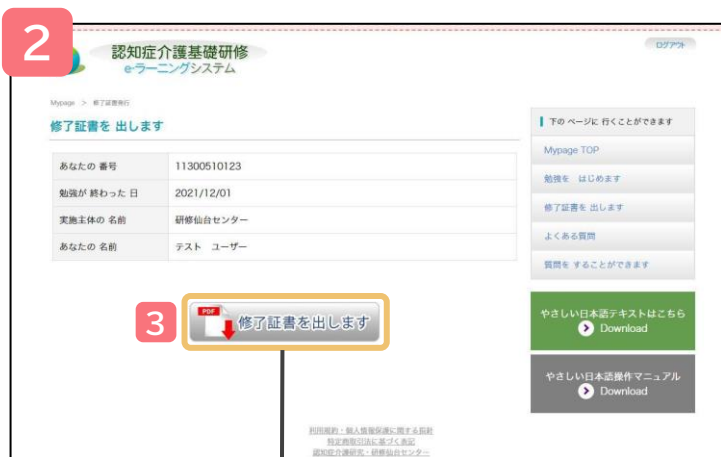 2
認知症介護基礎研修
e-ラーニングシステム
ログアウト
Mypage > 修了証書発行
修了証書を 出します
あなたの 番号 11300510123
勉強が 終わった 日 2021/12/01
実施主体の 名前 研修仙台センター
あなたの 名前 テスト ユーザー
3
PDF
修了証書を出します
下の ページに 行くことができます
Mypage TOP
勉強を はじめます
修了証書を 出します
よくある質問
質問を することができます
やさしい日本語テキストはこちら
Download
やさしい日本語操作マニュアル
Download
利用規約・個人情報保護に関する指針
特定商取引法に基づく表記
認知症介護研究・研修仙台センター